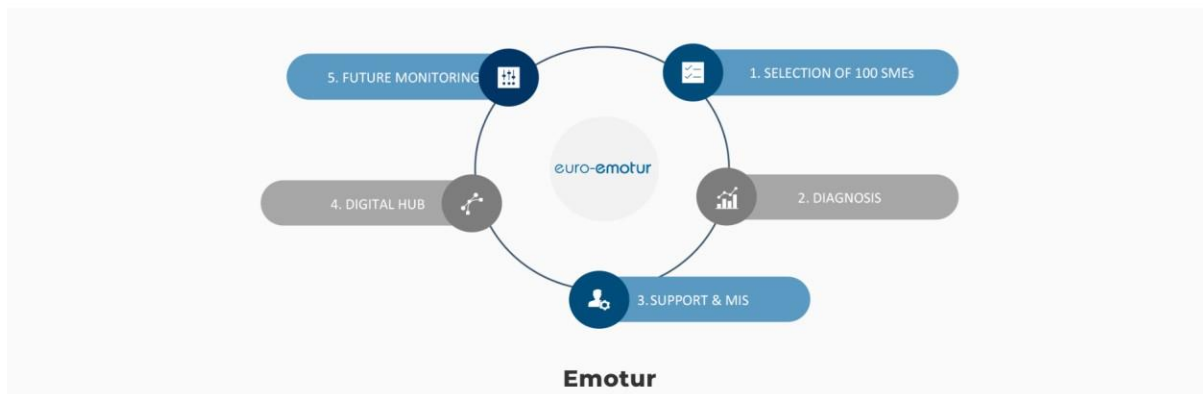 1. SELECTION OF 100 SMEs
2. DIAGNOSIS
3. SUPPORT & MIS
4. DIGITAL HUB
5. FUTURE MONITORING
euro-emotur
Emotur